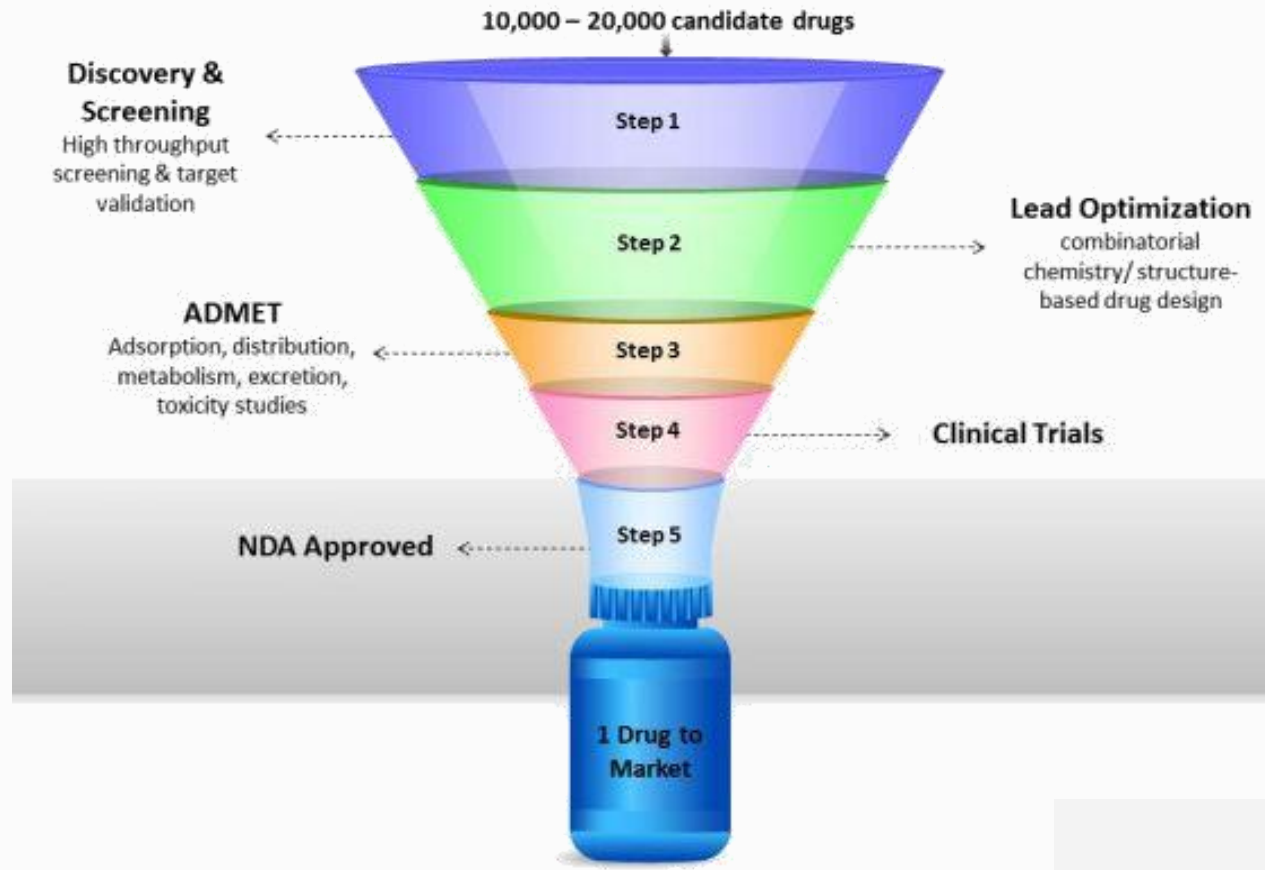 10,000 – 20,000 candidate drugs
Discovery &
Screening
High throughput
screening & target
validation
Step 1
Step 2
Lead Optimization
combinatorial
chemistry/ structure-
based drug design
ADMET
Adsorption, distribution,
metabolism, excretion,
toxicity studies
Step 3
Step 4
Clinical Trials
NDA Approved
Step 5
1 Drug to
Market